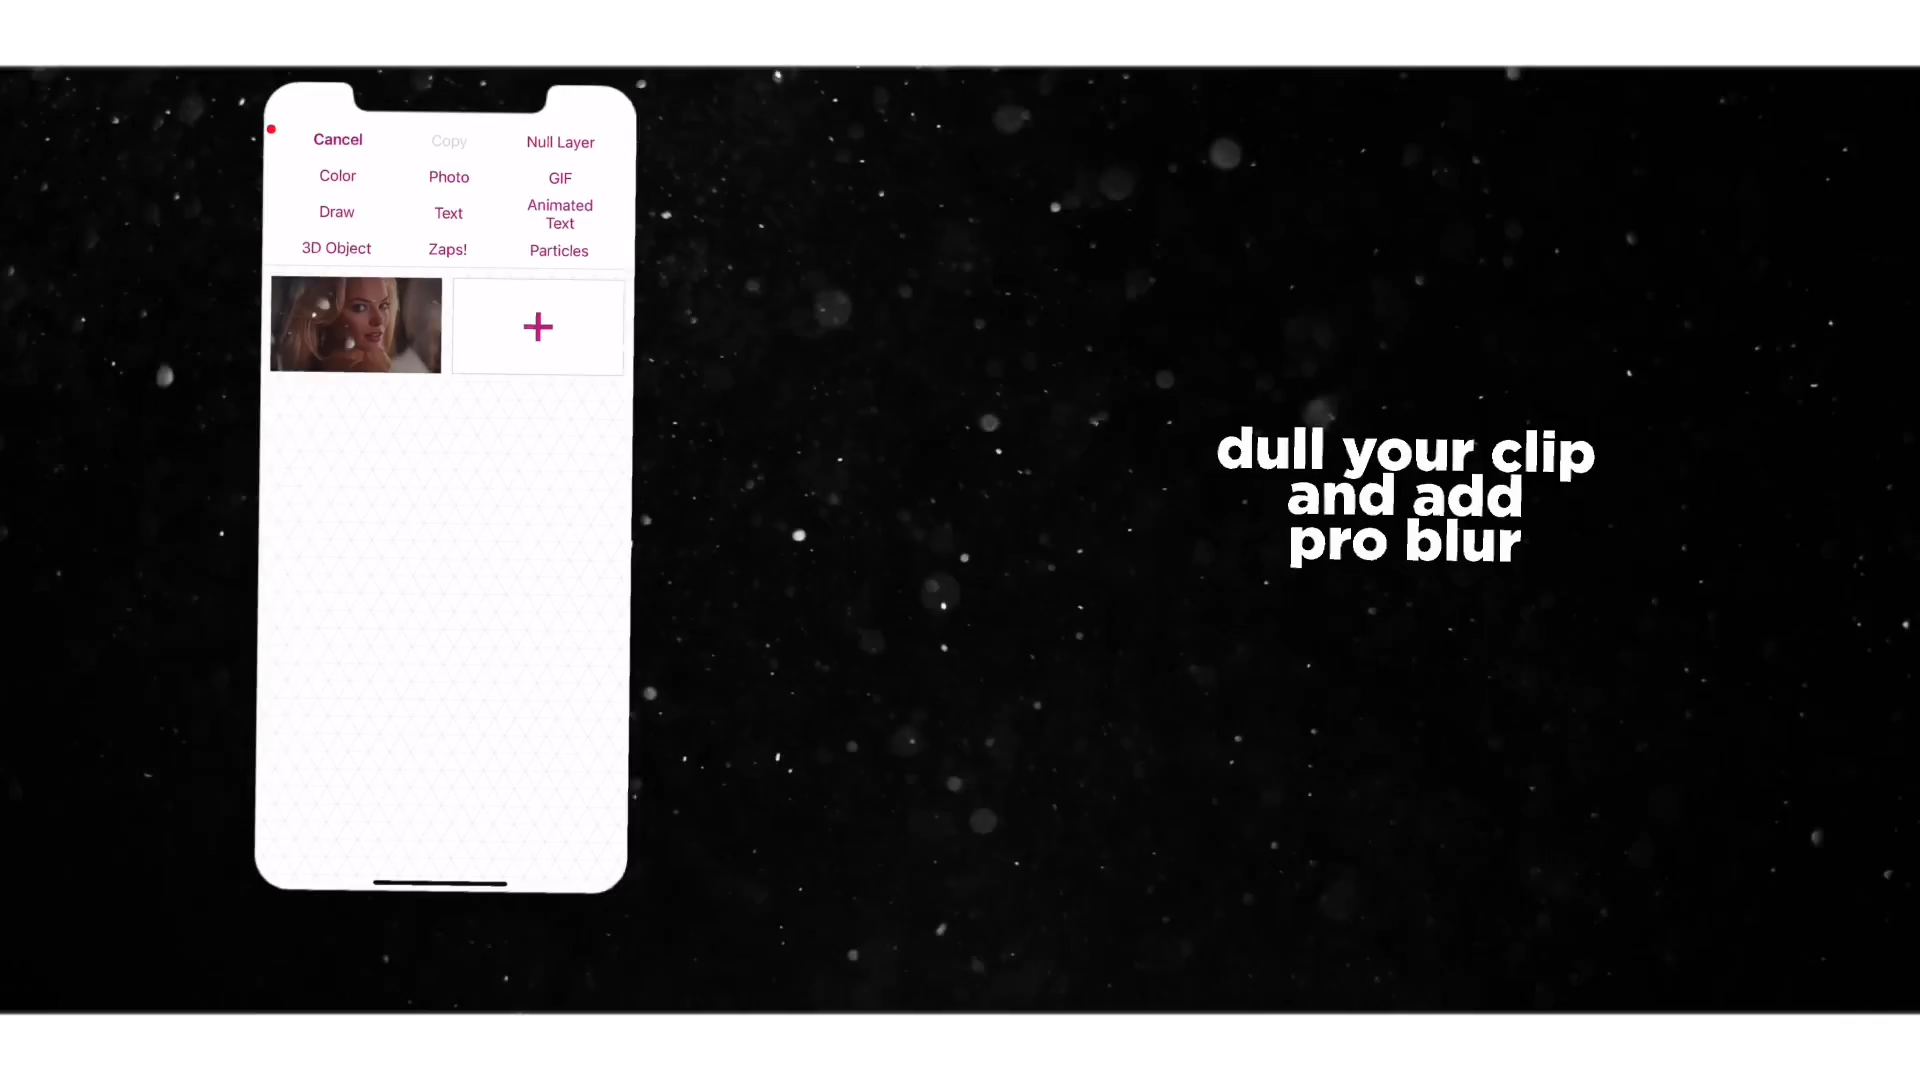 Cancel Copy Null Layer
Color Photo GIF
Draw Text Animated
Text
3D Object Zaps! Particles
dull your clip
and add
pro blur